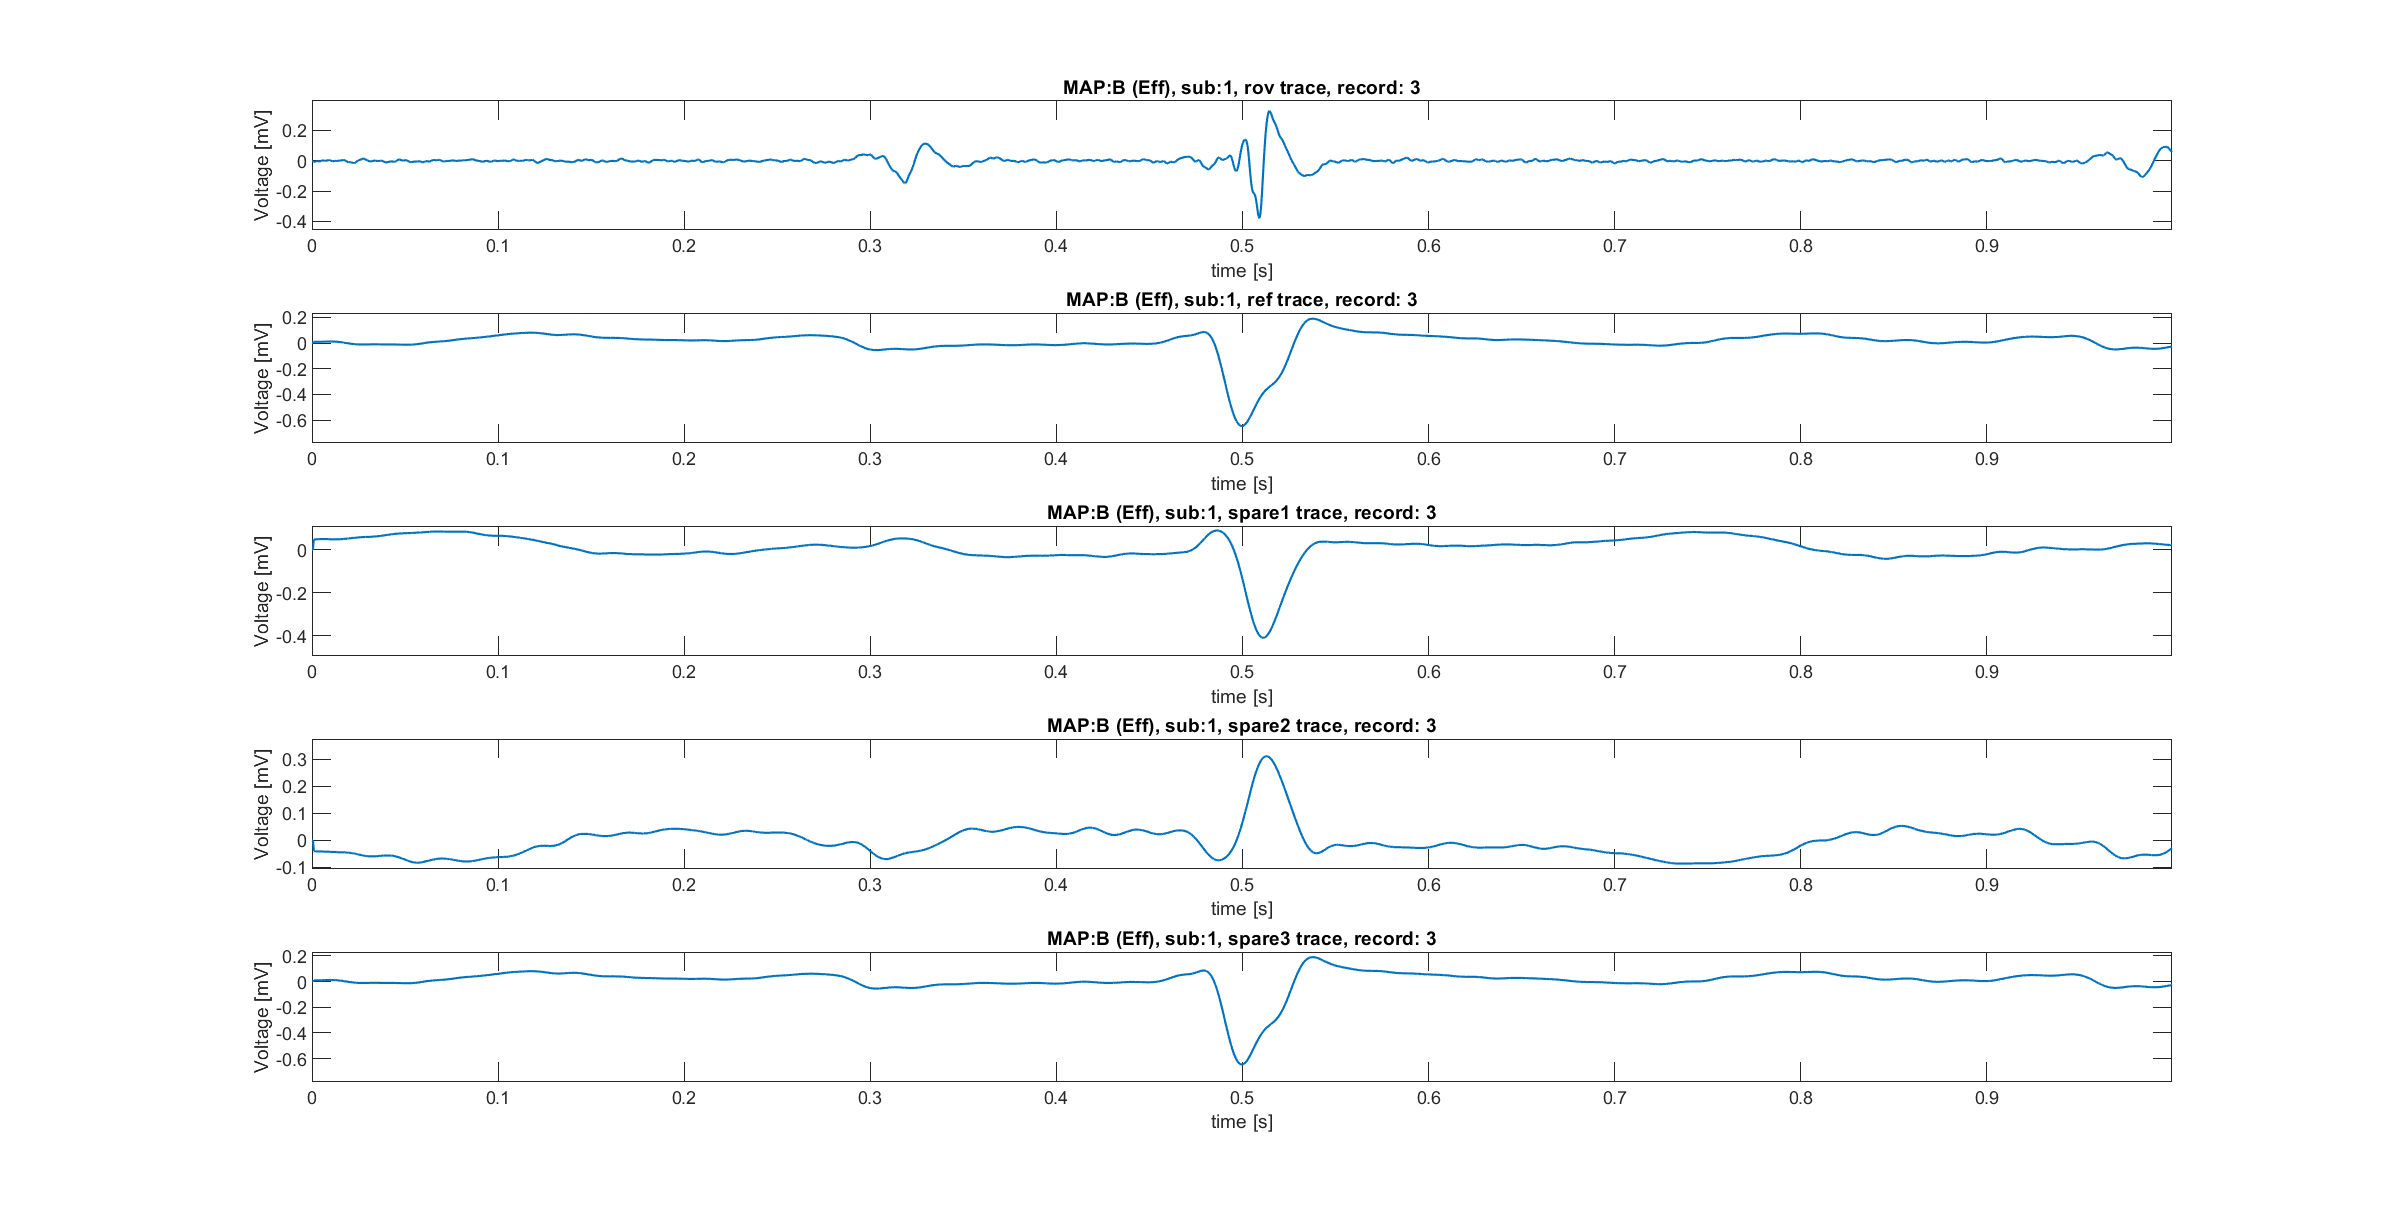 MAP:B (Eff), sub:1, rov trace, record: 3
Voltage [mV]
0.2
0
-0.2
-0.4
0 0.1 0.2 0.3 0.4 0.5 0.6 0.7 0.8 0.9
time [s]
MAP:B (Eff), sub:1, ref trace, record: 3
Voltage [mV]
0.2
0
-0.2
-0.4
-0.6
0 0.1 0.2 0.3 0.4 0.5 0.6 0.7 0.8 0.9
time [s]
MAP:B (Eff), sub:1, spare1 trace, record: 3
Voltage [mV]
0
-0.2
-0.4
0 0.1 0.2 0.3 0.4 0.5 0.6 0.7 0.8 0.9
time [s]
MAP:B (Eff), sub:1, spare2 trace, record: 3
Voltage [mV]
0.3
0.2
0.1
0
-0.1
0 0.1 0.2 0.3 0.4 0.5 0.6 0.7 0.8 0.9
time [s]
MAP:B (Eff), sub:1, spare3 trace, record: 3
Voltage [mV]
0.2
0
-0.2
-0.4
-0.6
0 0.1 0.2 0.3 0.4 0.5 0.6 0.7 0.8 0.9
time [s]